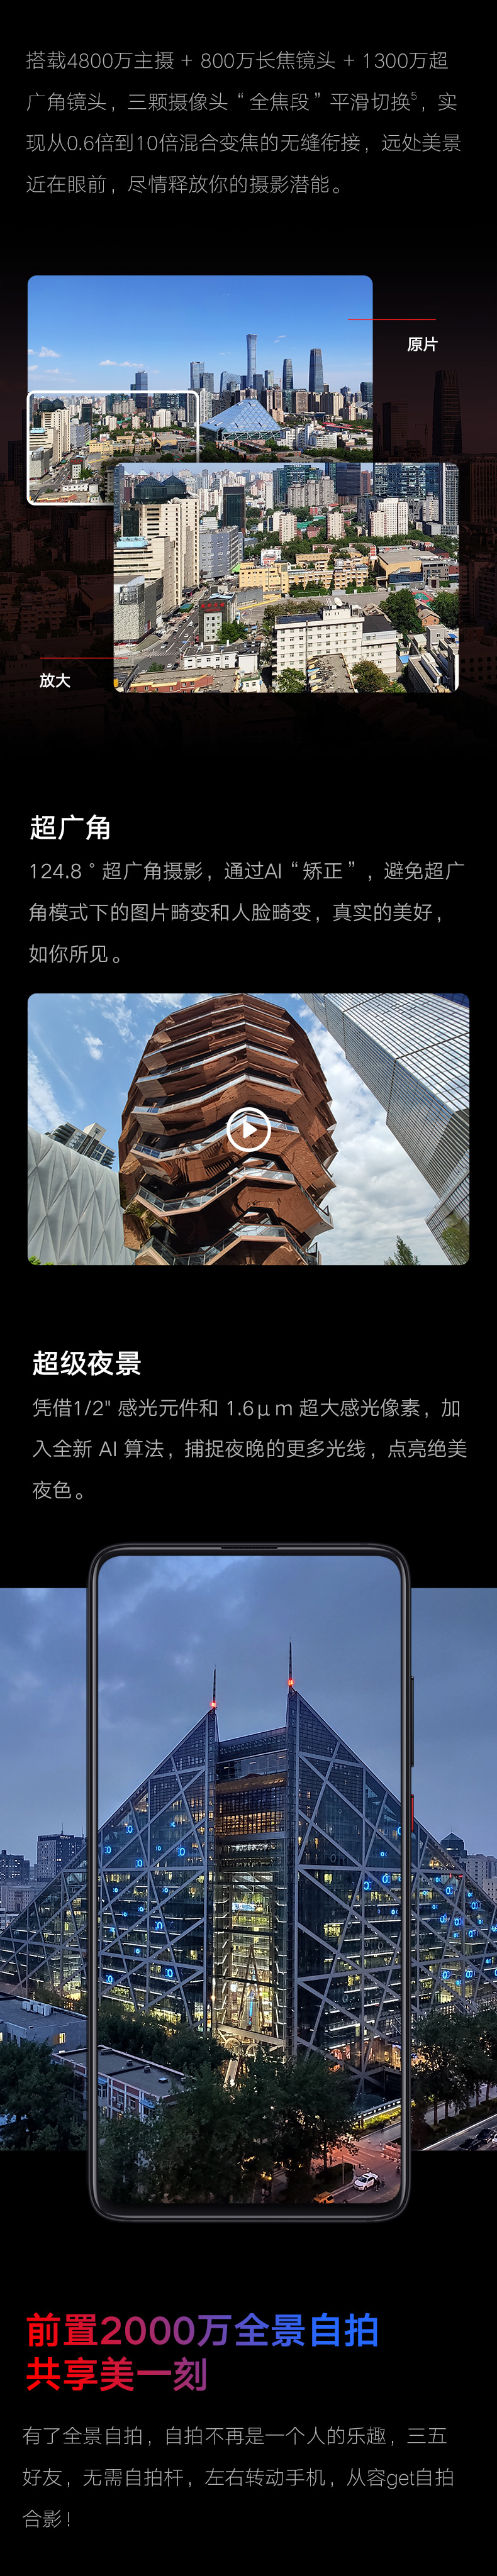 搭载4800万主摄 + 800万长焦镜头 + 1300万超
广角镜头，三颗摄像头“全焦段”平滑切换5，实
现从0.6倍到10倍混合变焦的无缝衔接，远处美景
近在眼前，尽情释放你的摄影潜能。
原片
放大
超广角
124.8°超广角摄影，通过AI“矫正”，避免超广
角模式下的图片畸变和人脸畸变，真实的美好，
如你所见。
超级夜景
凭借1/2" 感光元件和 1.6μm 超大感光像素，加
入全新 AI 算法，捕捉夜晚的更多光线，点亮绝美
夜色。
前置2000万全景自拍
共享美一刻
有了全景自拍，自拍不再是一个人的乐趣，三五
好友，无需自拍杆，左右转动手机，从容get自拍
合影！